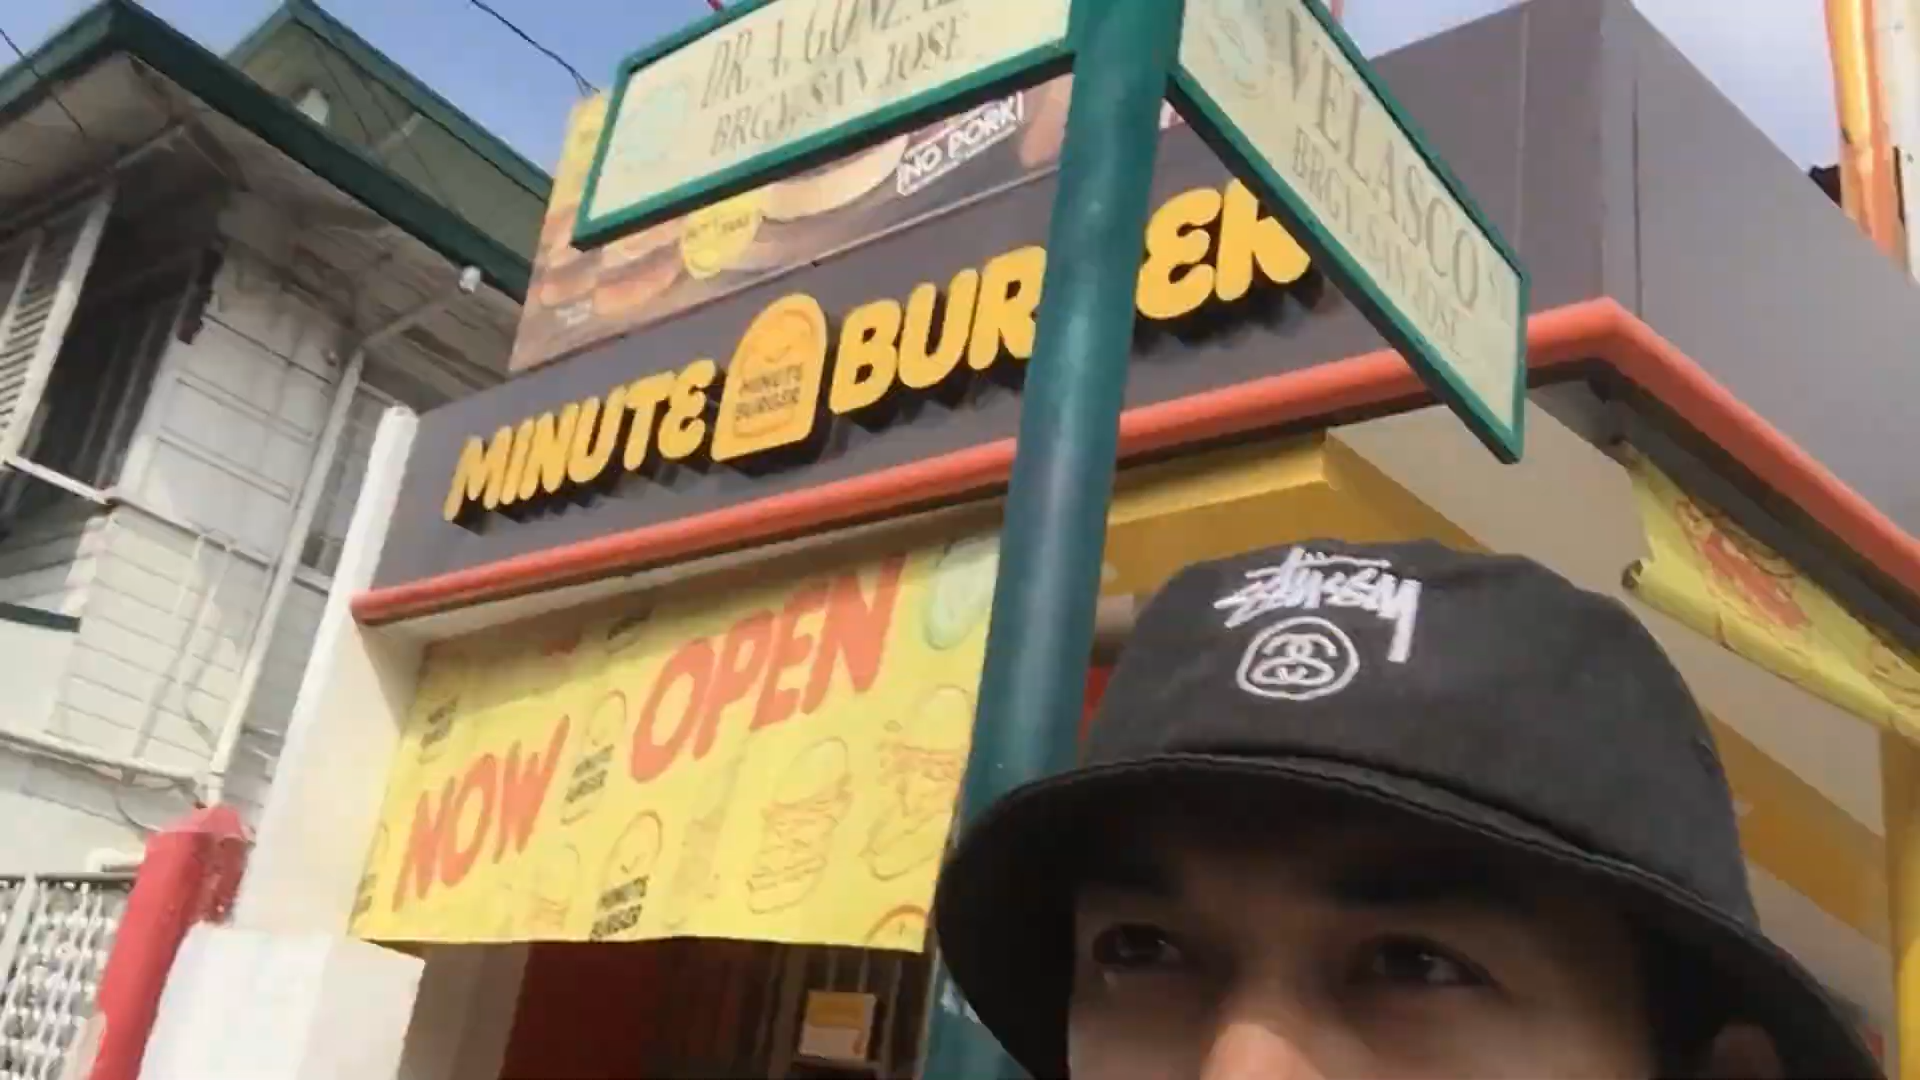 DR. A. GONZALES
BRGY. SAN JOSE
VELASCO
BRGY. SAN JOSE
NO PORK!
MINUTE BURGER
MINUTE
BURGER
NOW OPEN
MINUTE
BURGER
MINUTE
BURGER
Stüssy